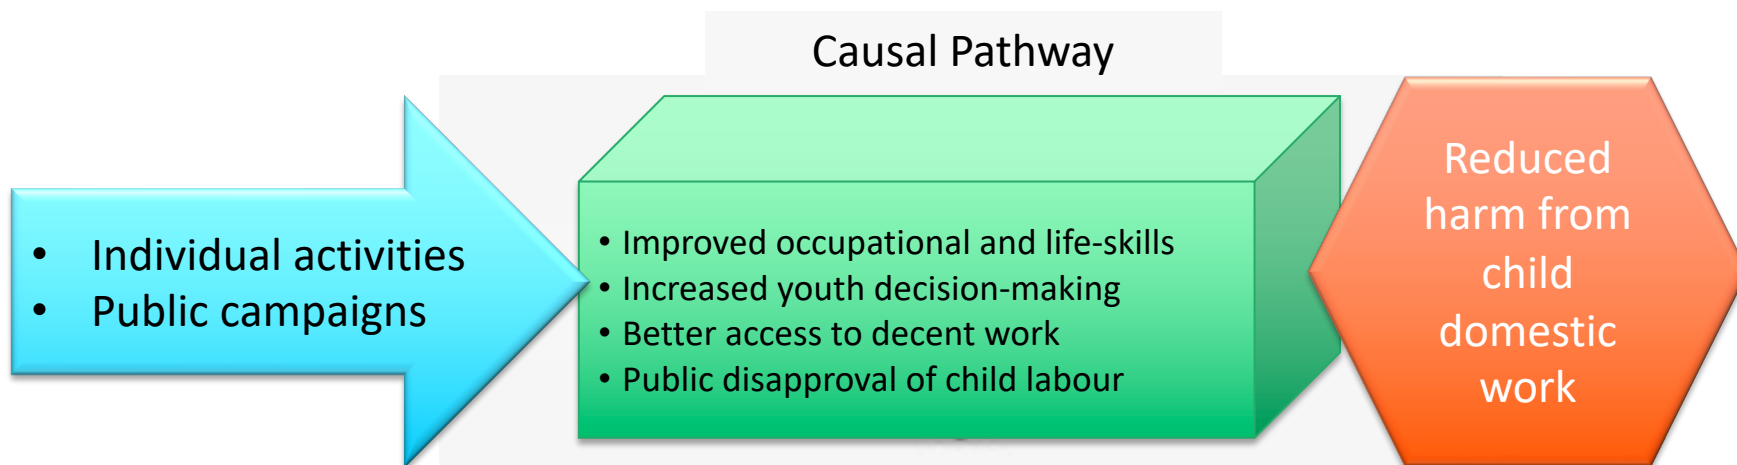 Causal Pathway
• Individual activities
• Public campaigns
• Improved occupational and life-skills
• Increased youth decision-making
• Better access to decent work
• Public disapproval of child labour
Reduced
harm from
child
domestic
work